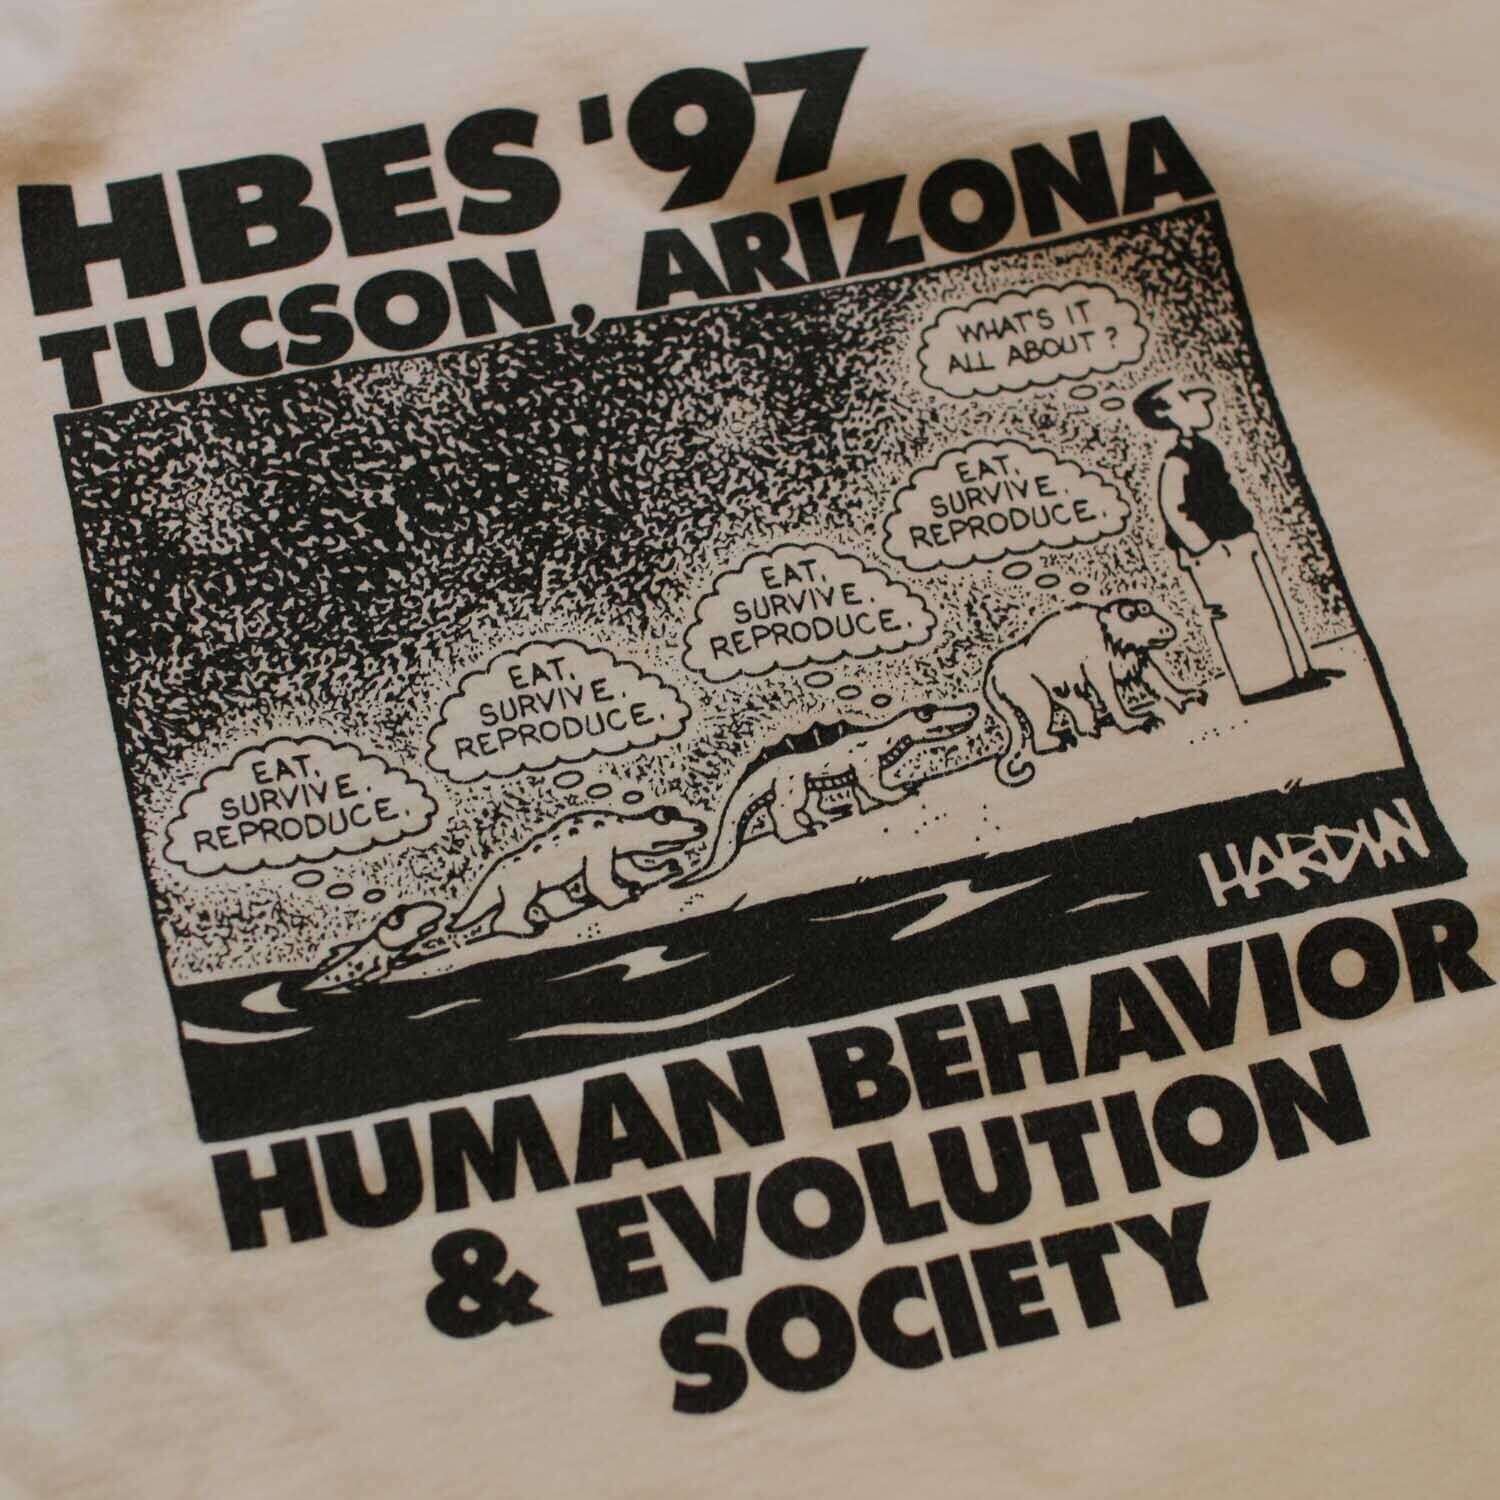 HBES '97
TUCSON, ARIZONA
WHAT'S IT
ALL ABOUT?
EAT.
SURVIVE.
REPRODUCE.
EAT.
SURVIVE.
REPRODUCE.
EAT.
SURVIVE.
REPRODUCE.
EAT.
SURVIVE.
REPRODUCE.
HARDIN
HUMAN BEHAVIOR
& EVOLUTION
SOCIETY